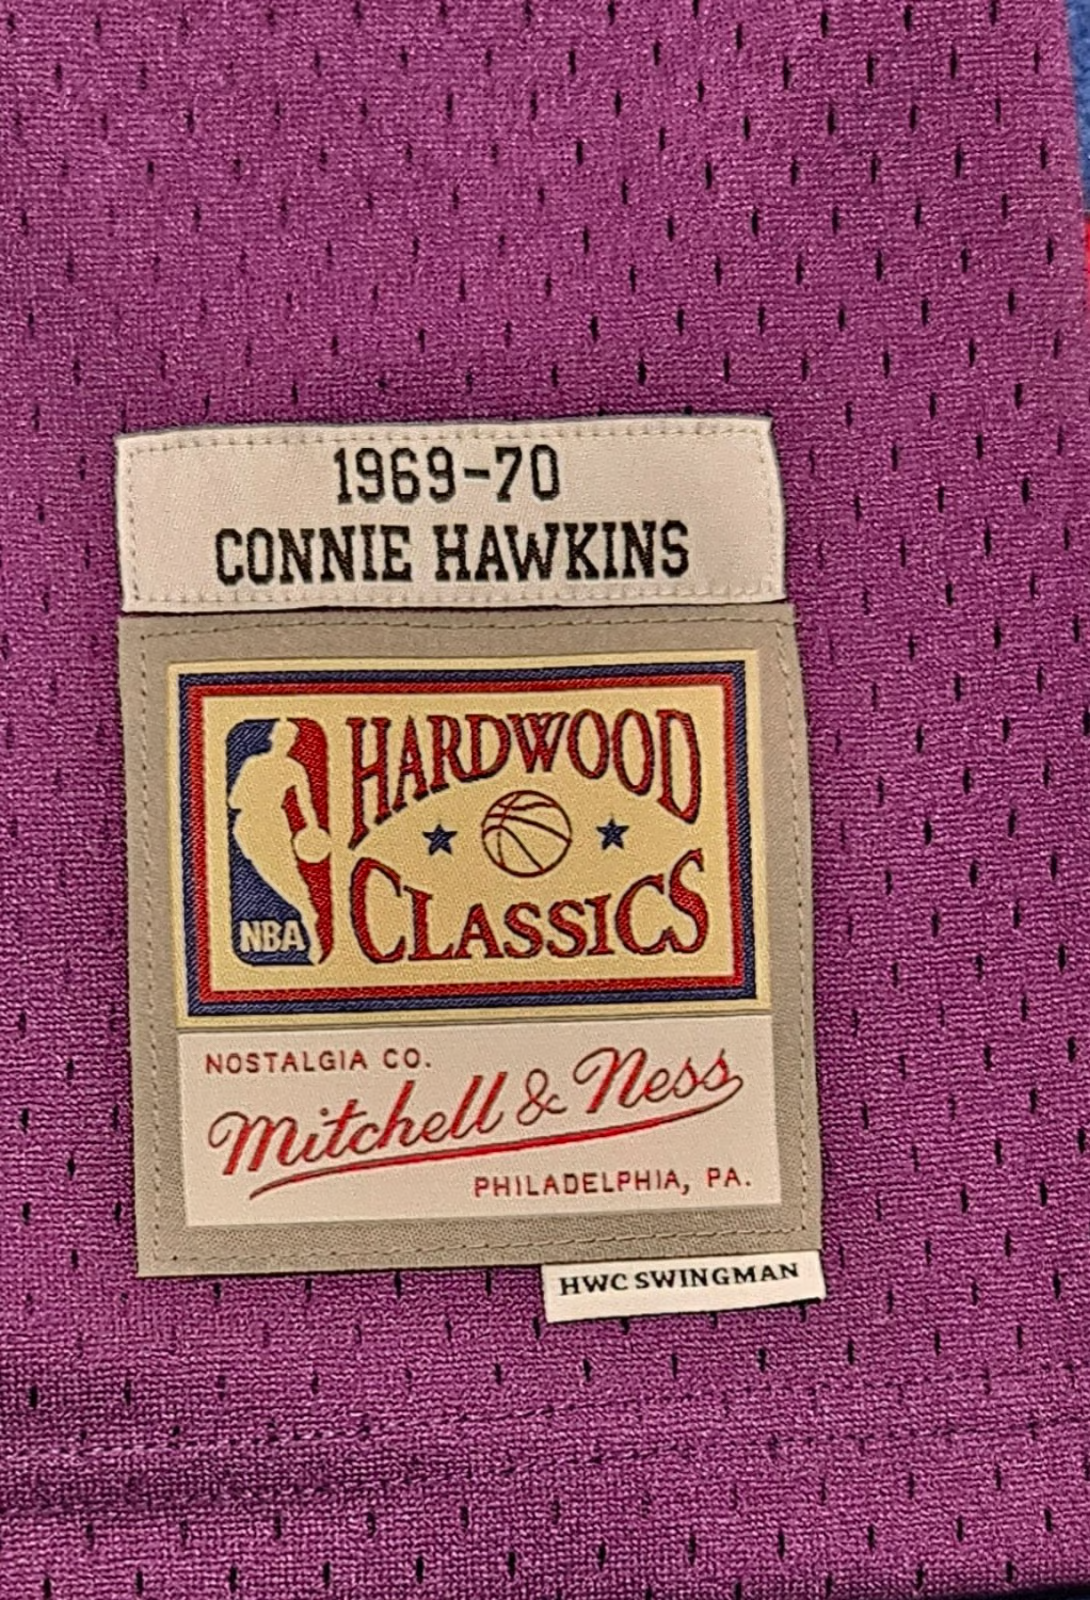 1969-70
CONNIE HAWKINS
HARDWOOD
CLASSICS
NBA
NOSTALGIA CO.
Mitchell & Ness
PHILADELPHIA, PA.
HWC SWINGMAN